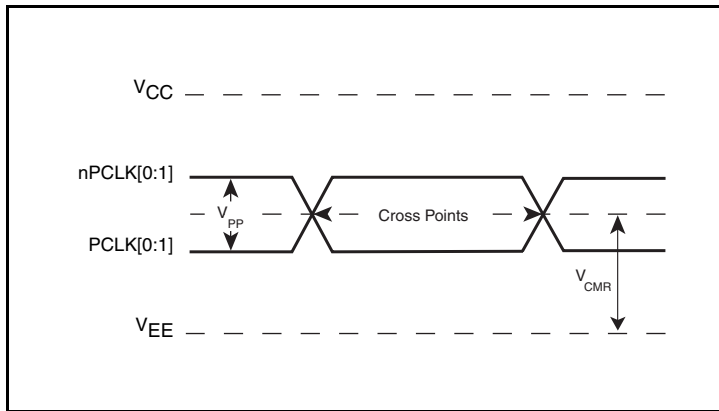 VCC
nPCLK[0:1]
VPP
Cross Points
PCLK[0:1]
VCMR
VEE